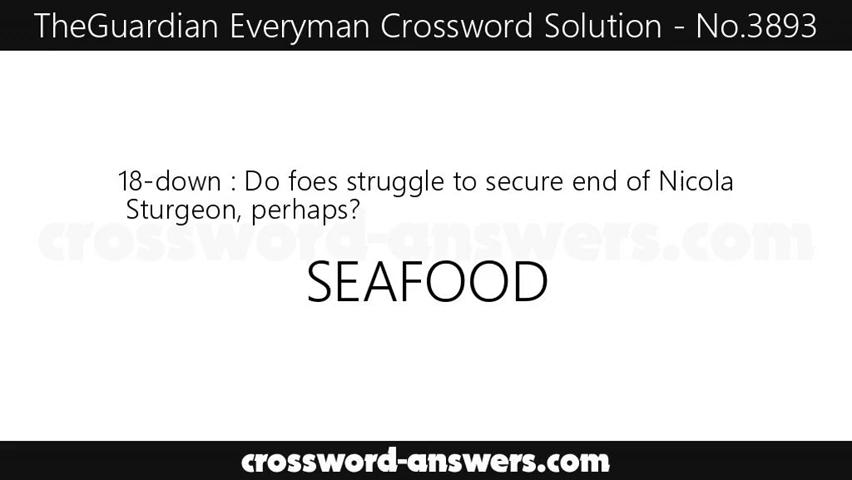 TheGuardian Everyman Crossword Solution - No.3893
18-down : Do foes struggle to secure end of Nicola
Sturgeon, perhaps?
crossword-answers.com
SEAFOOD
crossword-answers.com